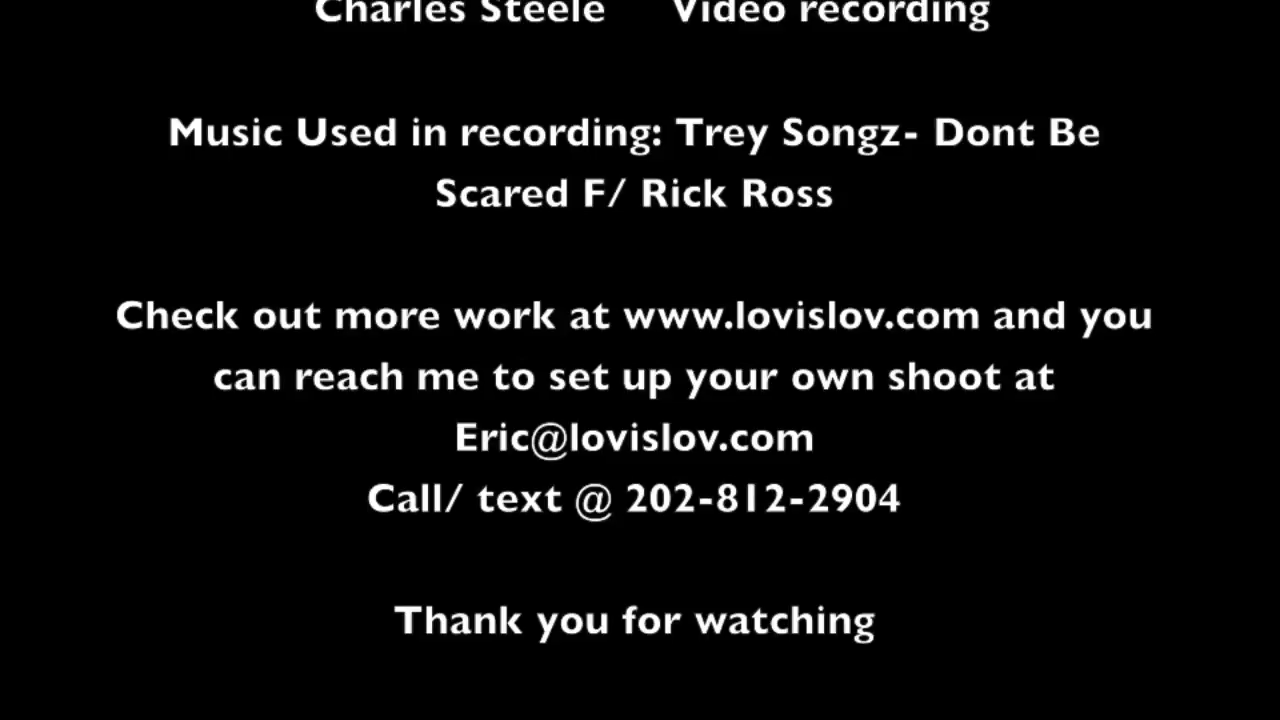 Charles Steele Video recording
Music Used in recording: Trey Songz- Dont Be
Scared F/ Rick Ross
Check out more work at www.lovislov.com and you
can reach me to set up your own shoot at
Eric@lovislov.com
Call/ text @ 202-812-2904
Thank you for watching